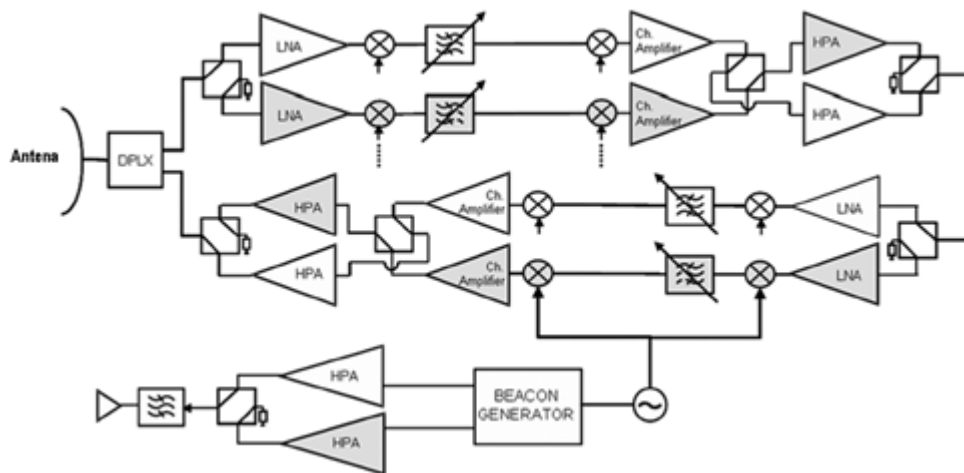 LNA
Ch.
Amplifier
HPA
LNA
Ch.
Amplifier
HPA
Antena
DPLX
HPA
Ch.
Amplifier
LNA
HPA
Ch.
Amplifier
LNA
HPA
BEACON
GENERATOR
HPA